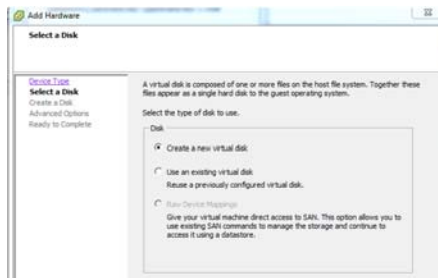 Add Hardware
Select a Disk
Device Type
Select a Disk
Create a Disk
Advanced Options
Ready to Complete
A virtual disk is composed of one or more files on the host file system. Together these
files appear as a single hard disk to the guest operating system.
Select the type of disk to use.
Disk
Create a new virtual disk
Use an existing virtual disk
Reuse a previously configured virtual disk.
Raw Device Mappings
Give your virtual machine direct access to SAN. This option allows you to
use existing SAN commands to manage the storage and continue to
access it using a datastore.